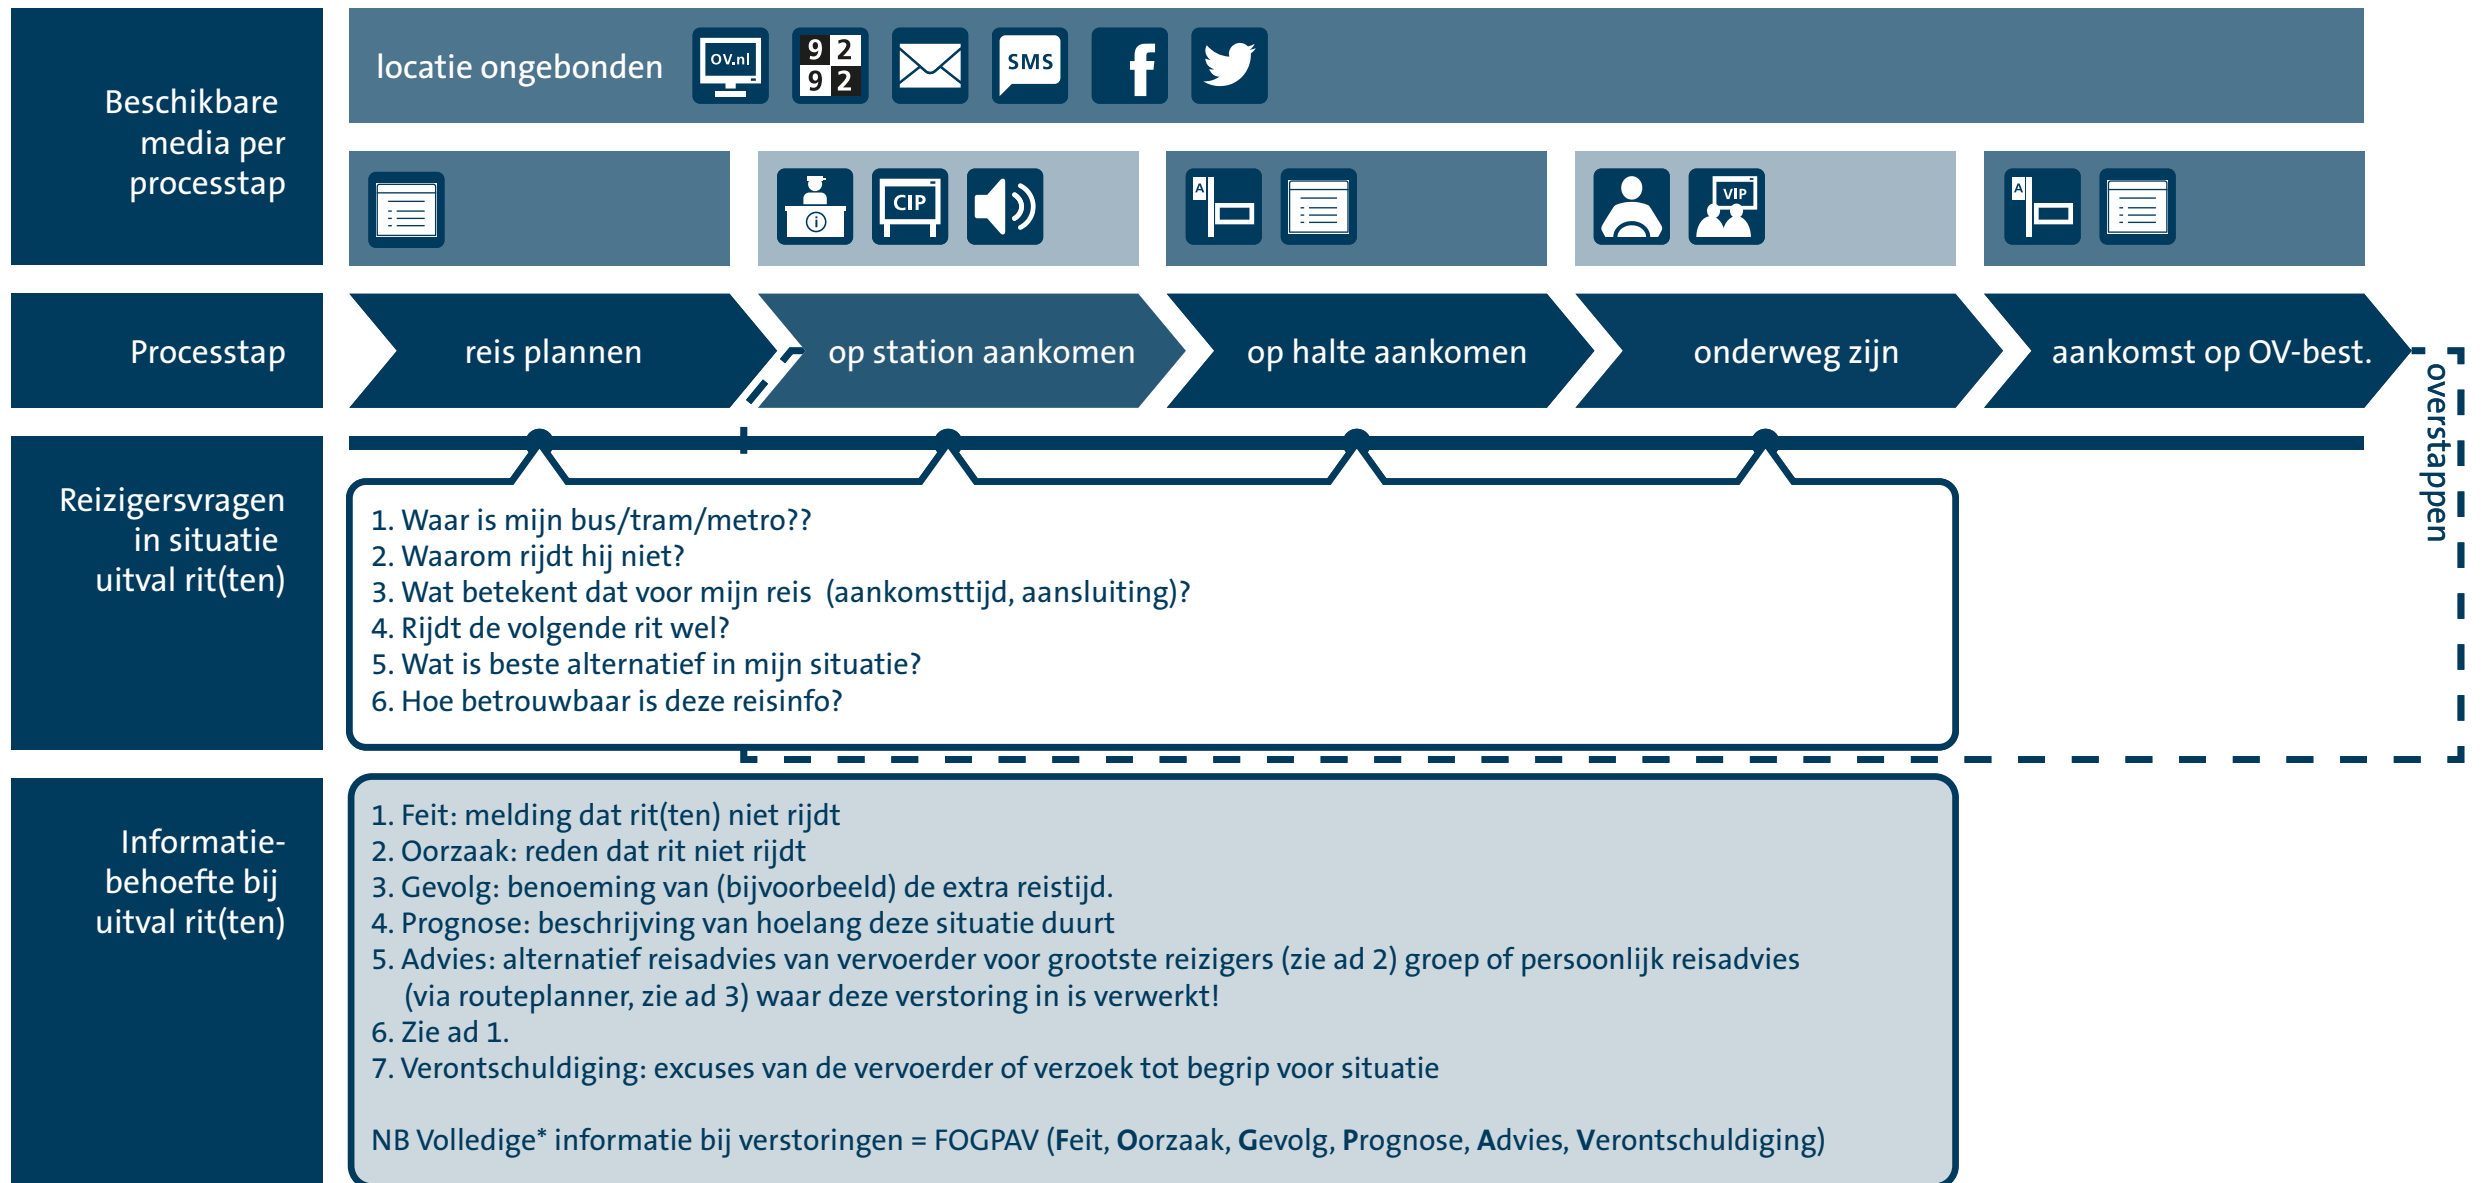 Beschikbare
media per
processtap
locatie ongebonden
OV.nl
9 2
9 2
SMS
f
i
CIP
A
VIP
A
Processtap
reis plannen
op station aankomen
op halte aankomen
onderweg zijn
aankomst op OV-best.
overstappen
Reizigersvragen
in situatie
uitval rit(ten)
1. Waar is mijn bus/tram/metro??
2. Waarom rijdt hij niet?
3. Wat betekent dat voor mijn reis (aankomsttijd, aansluiting)?
4. Rijdt de volgende rit wel?
5. Wat is beste alternatief in mijn situatie?
6. Hoe betrouwbaar is deze reisinfo?
Informatie-
behoefte bij
uitval rit(ten)
1. Feit: melding dat rit(ten) niet rijdt
2. Oorzaak: reden dat rit niet rijdt
3. Gevolg: benoeming van (bijvoorbeeld) de extra reistijd.
4. Prognose: beschrijving van hoelang deze situatie duurt
5. Advies: alternatief reisadvies van vervoerder voor grootste reizigers (zie ad 2) groep of persoonlijk reisadvies
(via routeplanner, zie ad 3) waar deze verstoring in is verwerkt!
6. Zie ad 1.
7. Verontschuldiging: excuses van de vervoerder of verzoek tot begrip voor situatie
NB Volledige* informatie bij verstoringen = FOGPAV (Feit, Oorzaak, Gevolg, Prognose, Advies, Verontschuldiging)